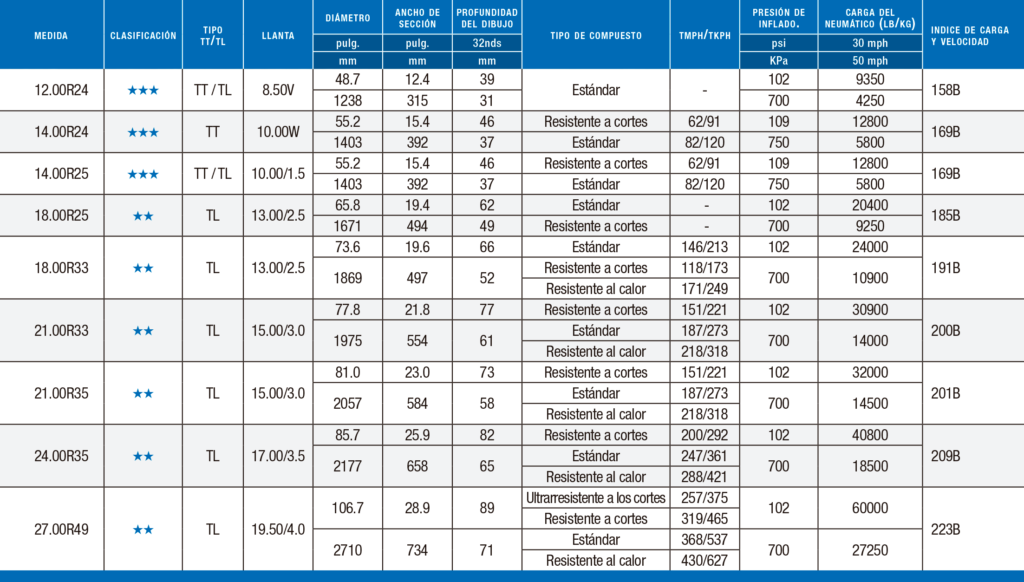 MEDIDA CLASIFICACIÓN TIPO TT/TL LLANTA DIÁMETRO ANCHO DE SECCIÓN PROFUNDIDAD DEL DIBUJO TIPO DE COMPUESTO TMPH/TKPH PRESIÓN DE INFLADO. CARGA DEL NEUMÁTICO (LB/KG) INDICE DE CARGA Y VELOCIDAD
pulg. pulg. 32nds psi 30 mph
mm mm mm KPa 50 mph
12.00R24 ★★★ TT / TL 8.50V 48.7 12.4 39 Estándar - 102 9350 158B
1238 315 31 700 4250
14.00R24 ★★★ TT 10.00W 55.2 15.4 46 Resistente a cortes 62/91 109 12800 169B
1403 392 37 Estándar 82/120 750 5800
14.00R25 ★★★ TT / TL 10.00/1.5 55.2 15.4 46 Resistente a cortes 62/91 109 12800 169B
1403 392 37 Estándar 82/120 750 5800
18.00R25 ★★ TL 13.00/2.5 65.8 19.4 62 Estándar - 102 20400 185B
1671 494 49 Resistente a cortes - 700 9250
18.00R33 ★★ TL 13.00/2.5 73.6 19.6 66 Estándar 146/213 102 24000 191B
1869 497 52 Resistente a cortes 118/173 700 10900
Resistente al calor 171/249
21.00R33 ★★ TL 15.00/3.0 77.8 21.8 77 Resistente a cortes 151/221 102 30900 200B
1975 554 61 Estándar 187/273 700 14000
Resistente al calor 218/318
21.00R35 ★★ TL 15.00/3.0 81.0 23.0 73 Resistente a cortes 151/221 102 32000 201B
2057 584 58 Estándar 187/273 700 14500
Resistente al calor 218/318
24.00R35 ★★ TL 17.00/3.5 85.7 25.9 82 Resistente a cortes 200/292 102 40800 209B
2177 658 65 Estándar 247/361 700 18500
Resistente al calor 288/421
27.00R49 ★★ TL 19.50/4.0 106.7 28.9 89 Ultrarresistente a los cortes 257/375 102 60000 223B
Resistente a cortes 319/465
2710 734 71 Estándar 368/537 700 27250
Resistente al calor 430/627